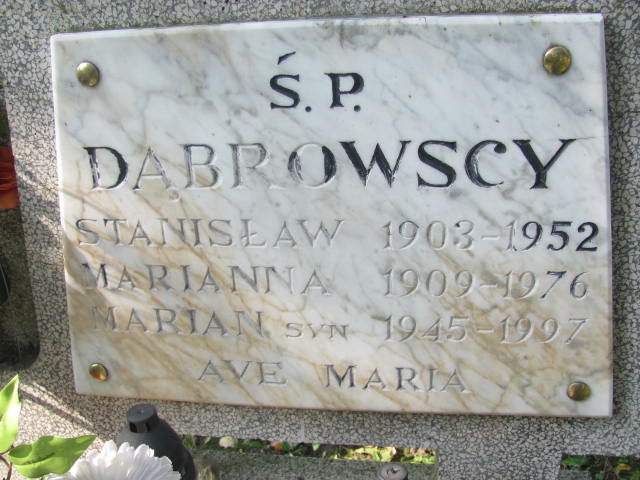 Ś.P.
DĄBROWSCY
STANISŁAW 1903-1952
MARIANNA 1909-1976
MARIAN SYN 1945-1997
AVE MARIA